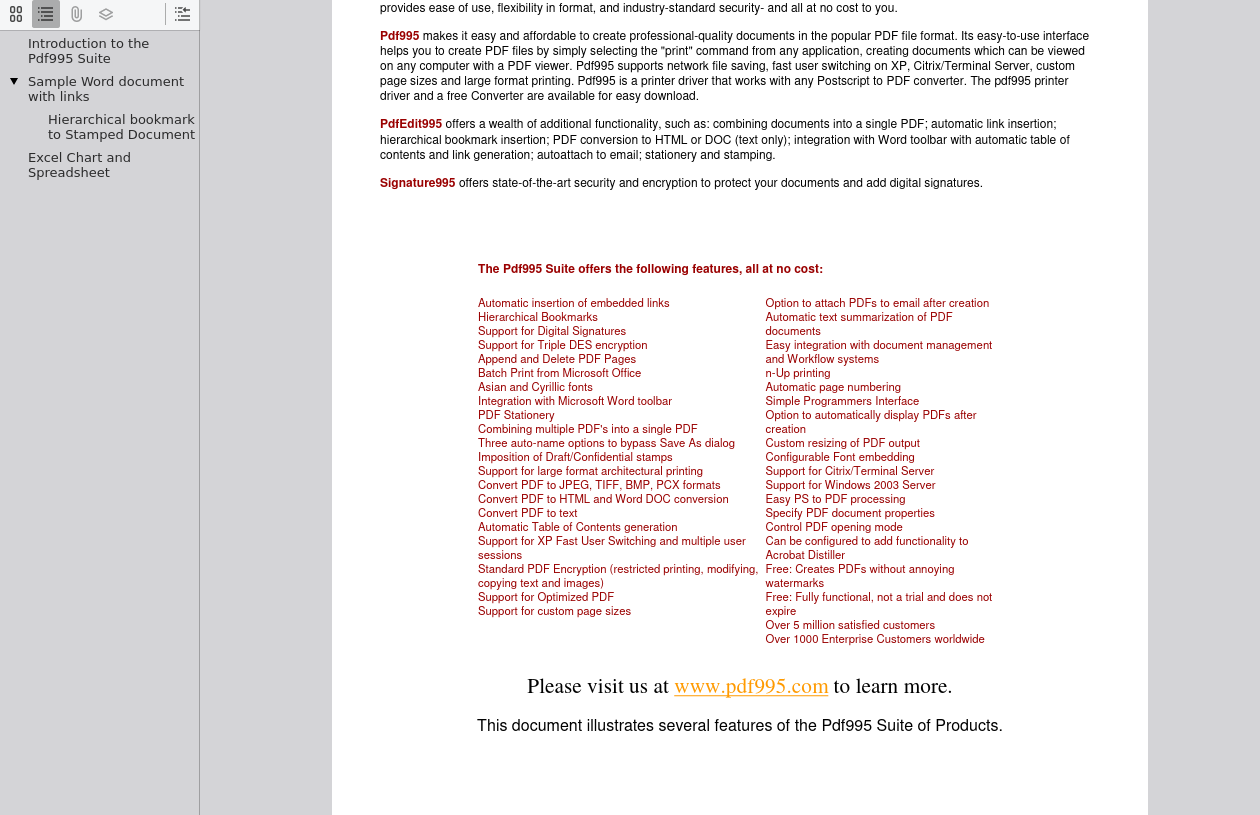 Introduction to the
Pdf995 Suite
Sample Word document
with links
Hierarchical bookmark
to Stamped Document
Excel Chart and
Spreadsheet
provides ease of use, flexibility in format, and industry-standard security- and all at no cost to you.
Pdf995 makes it easy and affordable to create professional-quality documents in the popular PDF file format. Its easy-to-use interface
helps you to create PDF files by simply selecting the "print" command from any application, creating documents which can be viewed
on any computer with a PDF viewer. Pdf995 supports network file saving, fast user switching on XP, Citrix/Terminal Server, custom
page sizes and large format printing. Pdf995 is a printer driver that works with any Postscript to PDF converter. The pdf995 printer
driver and a free Converter are available for easy download.
PdfEdit995 offers a wealth of additional functionality, such as: combining documents into a single PDF; automatic link insertion;
hierarchical bookmark insertion; PDF conversion to HTML or DOC (text only); integration with Word toolbar with automatic table of
contents and link generation; autoattach to email; stationery and stamping.
Signature995 offers state-of-the-art security and encryption to protect your documents and add digital signatures.
The Pdf995 Suite offers the following features, all at no cost:
Automatic insertion of embedded links
Hierarchical Bookmarks
Support for Digital Signatures
Support for Triple DES encryption
Append and Delete PDF Pages
Batch Print from Microsoft Office
Asian and Cyrillic fonts
Integration with Microsoft Word toolbar
PDF Stationery
Combining multiple PDF's into a single PDF
Three auto-name options to bypass Save As dialog
Imposition of Draft/Confidential stamps
Support for large format architectural printing
Convert PDF to JPEG, TIFF, BMP, PCX formats
Convert PDF to HTML and Word DOC conversion
Convert PDF to text
Automatic Table of Contents generation
Support for XP Fast User Switching and multiple user
sessions
Standard PDF Encryption (restricted printing, modifying,
copying text and images)
Support for Optimized PDF
Support for custom page sizes
Option to attach PDFs to email after creation
Automatic text summarization of PDF
documents
Easy integration with document management
and Workflow systems
n-Up printing
Automatic page numbering
Simple Programmers Interface
Option to automatically display PDFs after
creation
Custom resizing of PDF output
Configurable Font embedding
Support for Citrix/Terminal Server
Support for Windows 2003 Server
Easy PS to PDF processing
Specify PDF document properties
Control PDF opening mode
Can be configured to add functionality to
Acrobat Distiller
Free: Creates PDFs without annoying
watermarks
Free: Fully functional, not a trial and does not
expire
Over 5 million satisfied customers
Over 1000 Enterprise Customers worldwide
Please visit us at www.pdf995.com to learn more.
This document illustrates several features of the Pdf995 Suite of Products.